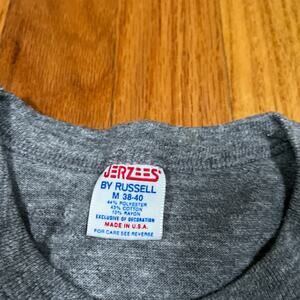 JERZEES
BY RUSSELL
M 38-40
44% POLYESTER
43% COTTON
13% RAYON
EXCLUSIVE OF DECORATION
MADE IN U.S.A.
FOR CARE SEE REVERSE